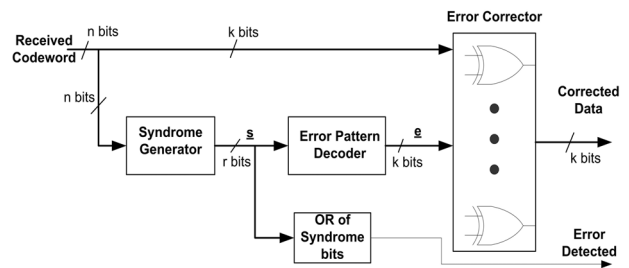 Error Corrector
Received
Codeword
n bits
k bits
n bits
Syndrome
Generator
s
r bits
Error Pattern
Decoder
e
k bits
Corrected
Data
k bits
OR of
Syndrome
bits
Error
Detected